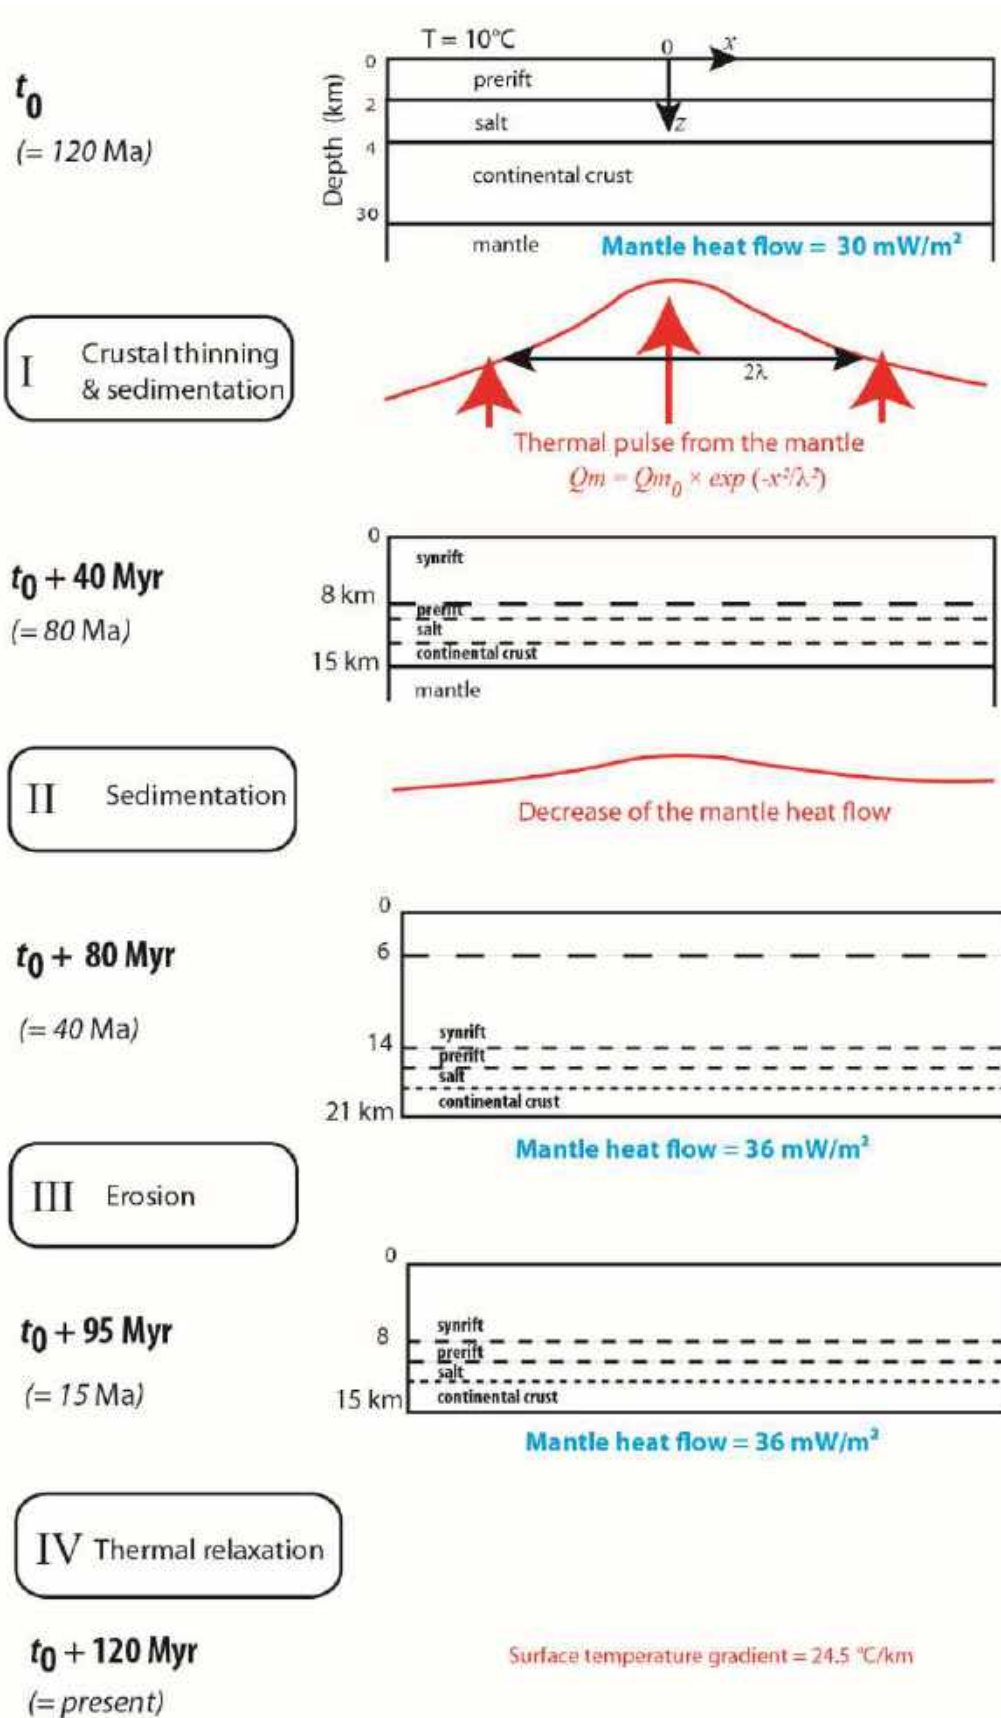 t0
(= 120 Ma)
T = 10°C
0
x
z
Depth (km)
0
2
4
30
prerift
salt
continental crust
mantle
Mantle heat flow = 30 mW/m²
I Crustal thinning
& sedimentation
2λ
Thermal pulse from the mantle
Qm = Qm0 × exp (-x²/λ²)
t0 + 40 Myr
(= 80 Ma)
0
8 km
15 km
synrift
prerift
salt
continental crust
mantle
II Sedimentation
Decrease of the mantle heat flow
t0 + 80 Myr
(= 40 Ma)
0
6
14
21 km
synrift
prerift
salt
continental crust
Mantle heat flow = 36 mW/m²
III Erosion
t0 + 95 Myr
(= 15 Ma)
0
8
15 km
synrift
prerift
salt
continental crust
Mantle heat flow = 36 mW/m²
IV Thermal relaxation
t0 + 120 Myr
(= present)
Surface temperature gradient = 24.5 °C/km